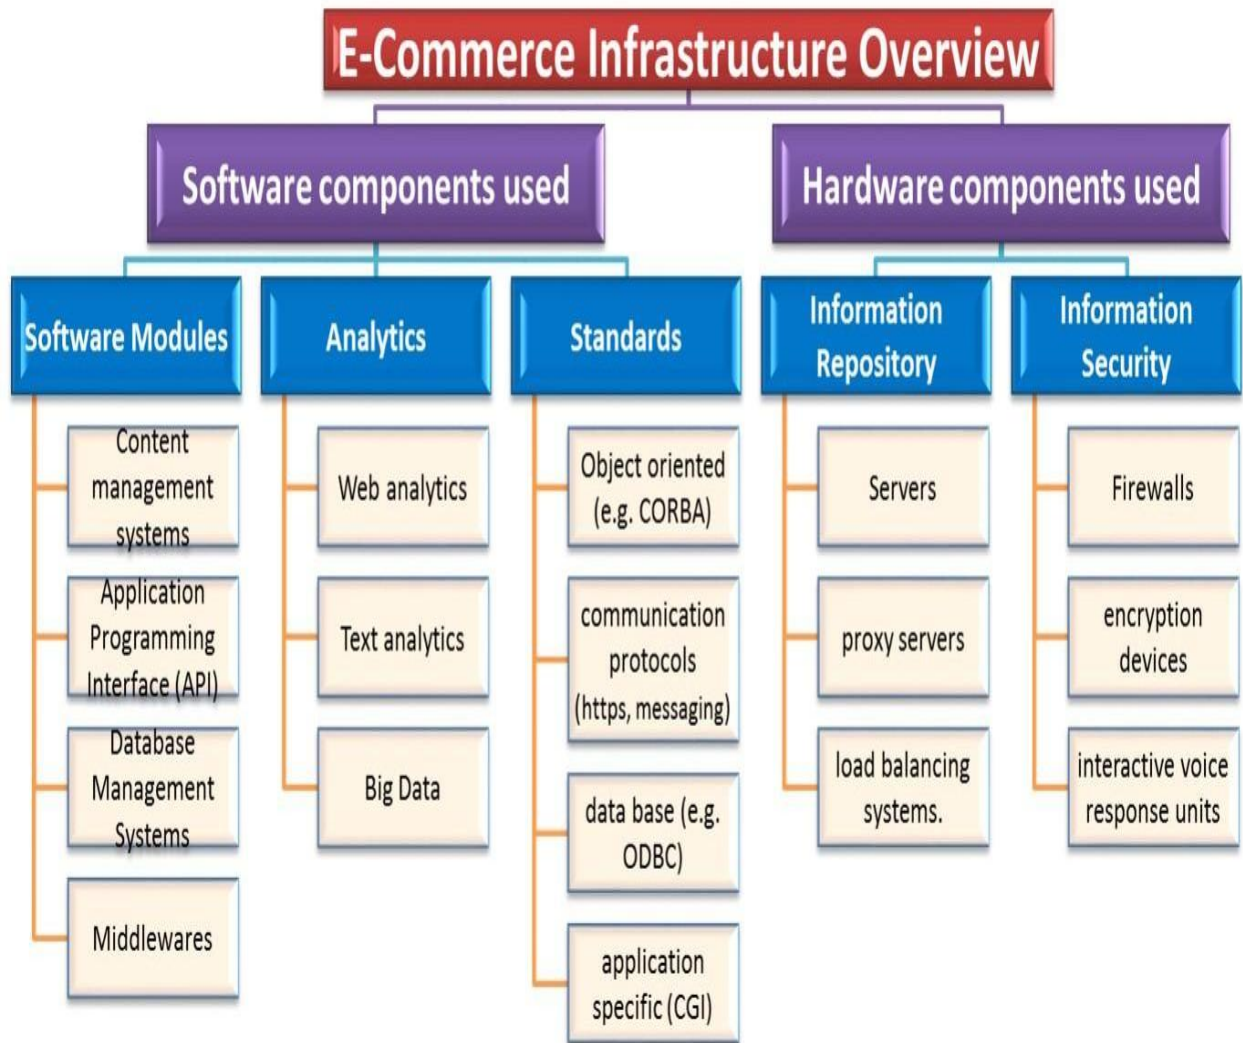 E-Commerce Infrastructure Overview
Software components used
Hardware components used
Software Modules
Analytics
Standards
Information
Repository
Information
Security
Content
management
systems
Application
Programming
Interface (API)
Database
Management
Systems
Middlewares
Web analytics
Text analytics
Big Data
Object oriented
(e.g. CORBA)
communication
protocols
(https, messaging)
data base (e.g.
ODBC)
application
specific (CGI)
Servers
proxy servers
load balancing
systems.
Firewalls
encryption
devices
interactive voice
response units